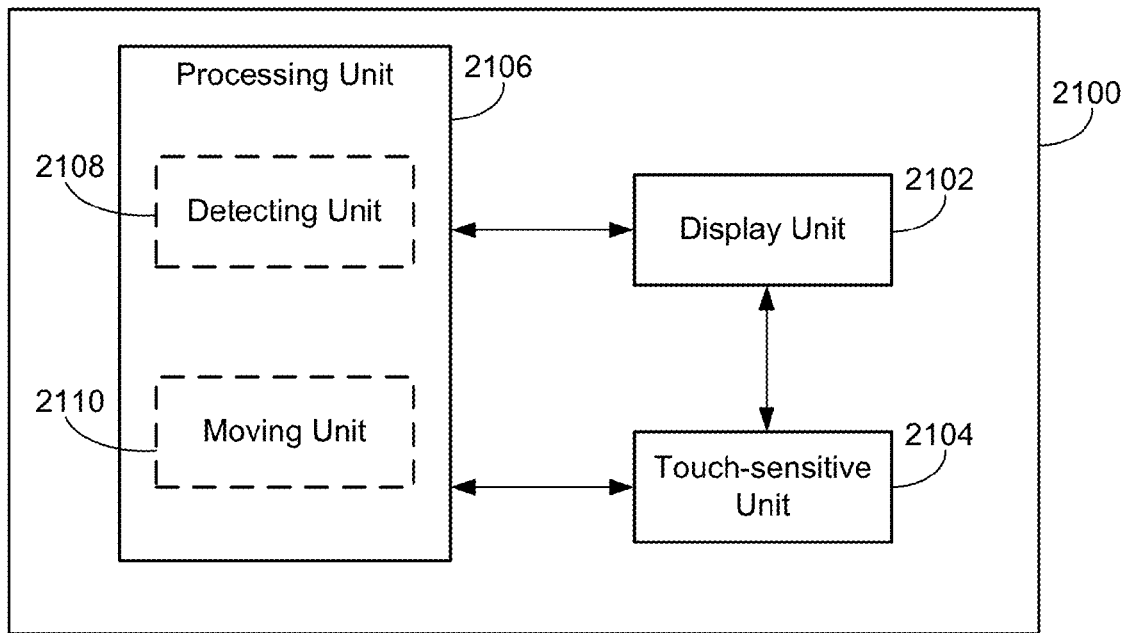 Processing Unit
2106
2100
2108
Detecting Unit
2102
Display Unit
2110
Moving Unit
2104
Touch-sensitive
Unit